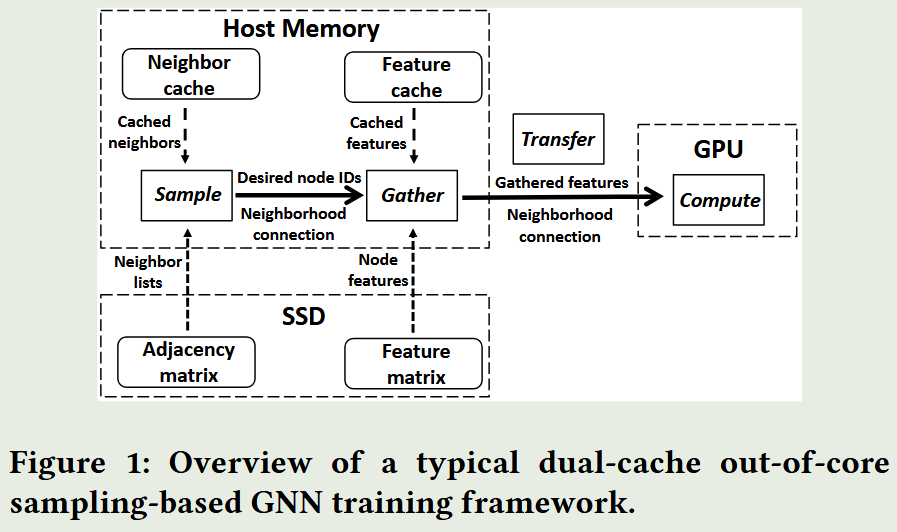 Host Memory
Neighbor
cache
Feature
cache
Cached
neighbors
Cached
features
Transfer
GPU
Sample
Desired node IDs
Neighborhood
connection
Gather
Gathered features
Neighborhood
connection
Compute
Neighbor
lists
Node
features
SSD
Adjacency
matrix
Feature
matrix
Figure 1: Overview of a typical dual-cache out-of-core
sampling-based GNN training framework.